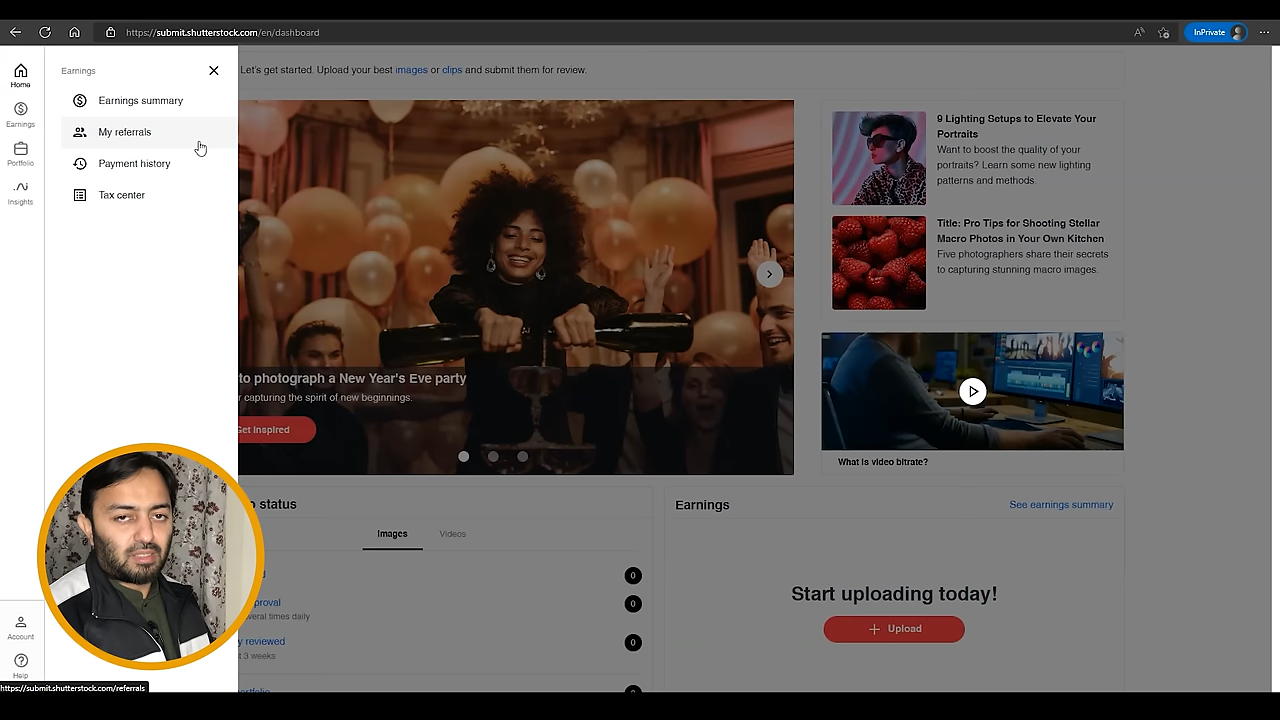 https://submit.shutterstock.com/en/dashboard
InPrivate
Home
Earnings
Portfolio
Insights
Account
Help
Earnings
Earnings summary
My referrals
Payment history
Tax center
Let's get started. Upload your best images or clips and submit them for review.
to photograph a New Year's Eve party
capturing the spirit of new beginnings.
Get Inspired
9 Lighting Setups to Elevate Your
Portraits
Want to boost the quality of your
portraits? Learn some new lighting
patterns and methods.
Title: Pro Tips for Shooting Stellar
Macro Photos in Your Own Kitchen
Five photographers share their secrets
to capturing stunning macro images.
What is video bitrate?
status
Images
Videos
0
0
several times daily
reviewed
0
3 weeks
Earnings
See earnings summary
Start uploading today!
+ Upload
https://submit.shutterstock.com/referrals